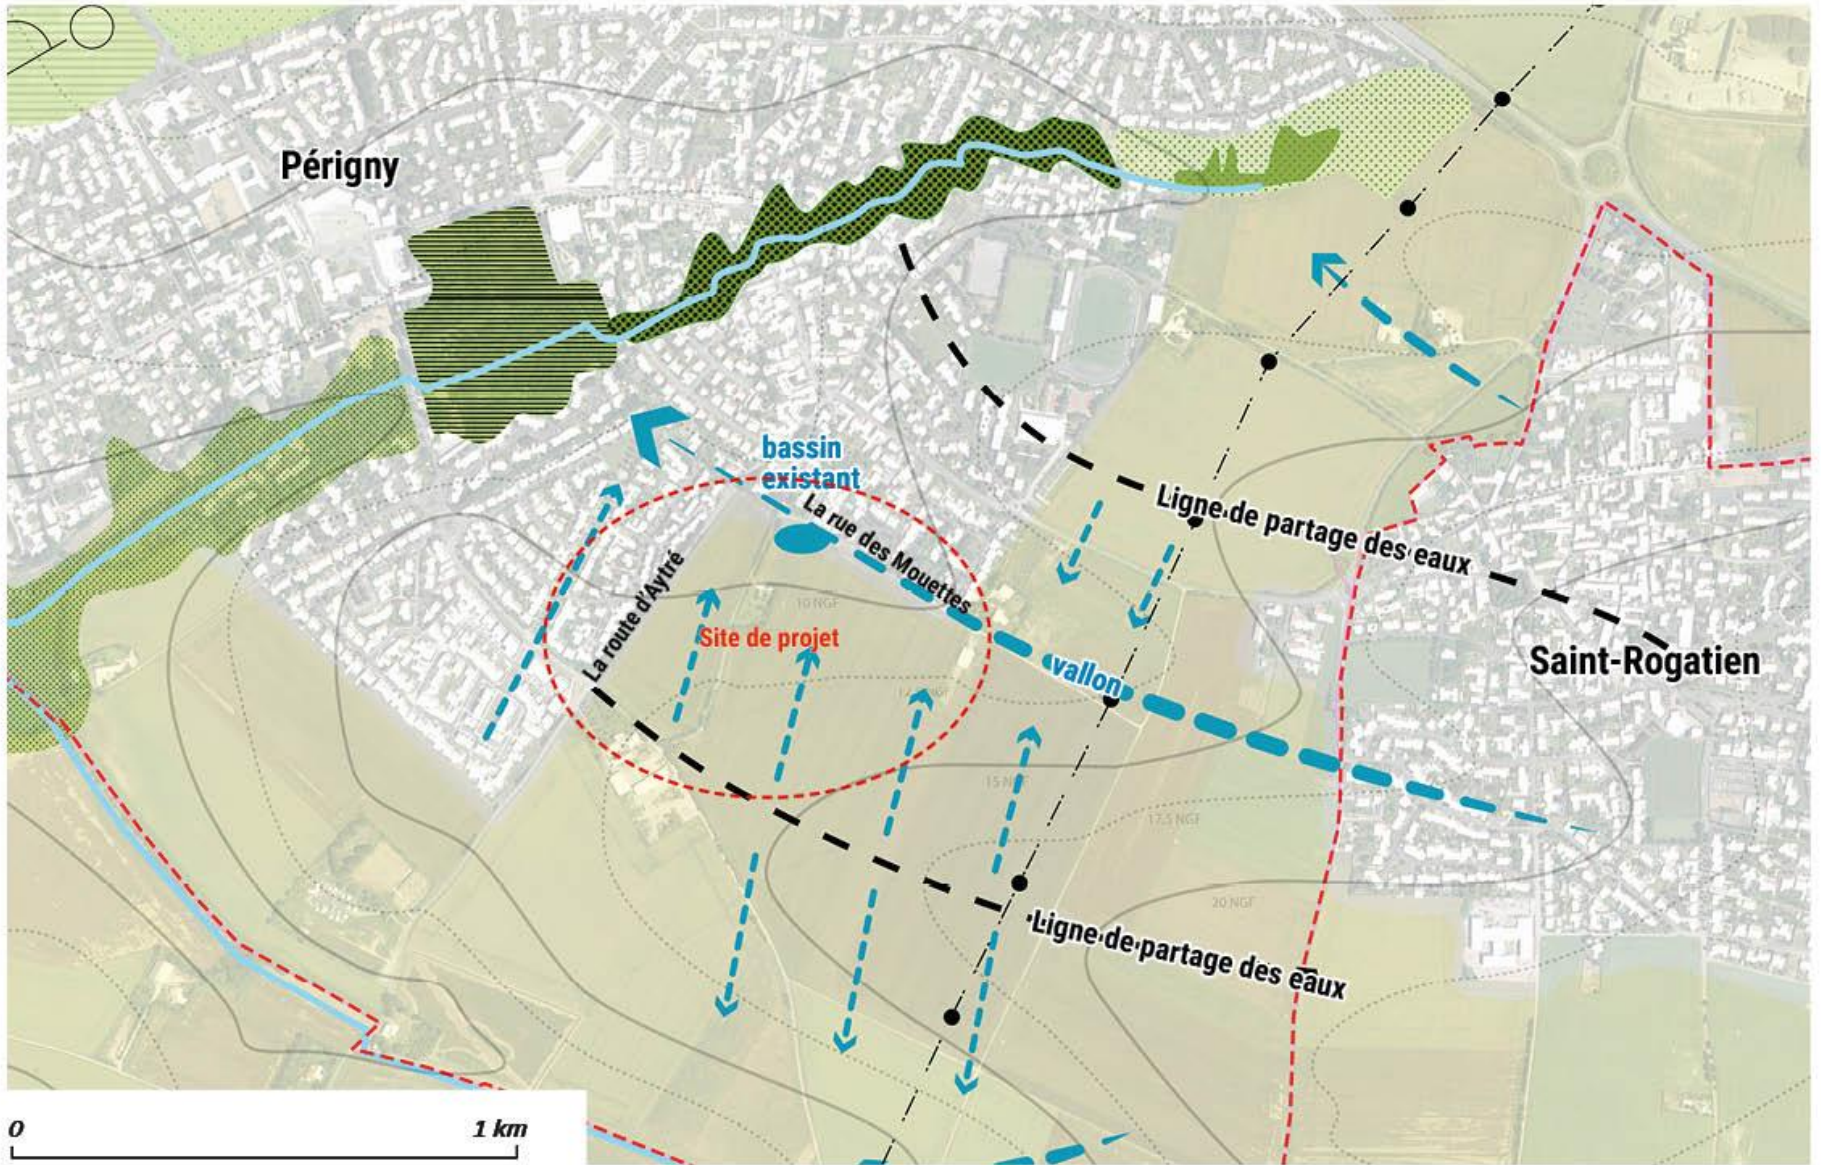 Périgny
bassin
existant
La rue des Mouettes
La route d'Aytré
10 NGF
Site de projet
Ligne de partage des eaux
Saint-Rogatien
vallon
15 NGF
17.5 NGF
20 NGF
Ligne de partage des eaux
0 1 km